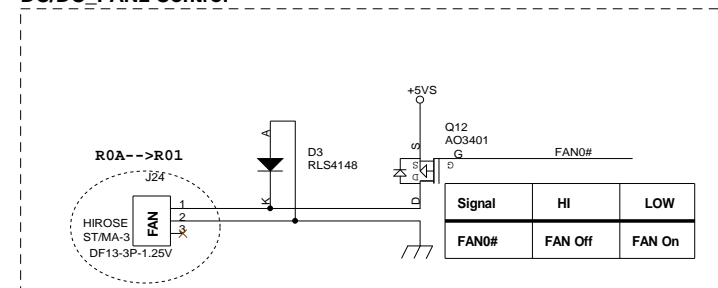 DC/DC_FAN2 Control
+5VS
Q12
AO3401
S
G
FAN0#
S
D
G
D
A
D3
RLS4148
K
R0A-->R01
J24
1
2
3
FAN
HIROSE
ST/MA-3
DF13-3P-1.25V
Signal HI LOW
FAN0# FAN Off FAN On